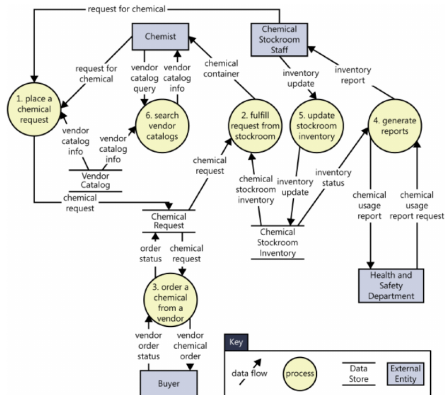 request for chemical
Chemist
Chemical
Stockroom
Staff
request for
chemical
vendor
catalog
query
vendor
catalog
info
chemical
container
inventory
update
inventory
report
1. place a
chemical
request
6. search
vendor
catalogs
2. fulfill
request from
stockroom
5. update
stockroom
inventory
4. generate
reports
vendor
catalog
info
vendor
catalog
info
Vendor
Catalog
chemical
request
chemical
request
chemical
stockroom
inventory
inventory
update
inventory
status
chemical
usage
report
chemical
usage
report request
Chemical
Request
Chemical
Stockroom
Inventory
order
status
chemical
request
Health and
Safety
Department
3. order a
chemical
from a
vendor
vendor
order
status
vendor
chemical
order
Buyer
Key
data flow
process
Data
Store
External
Entity